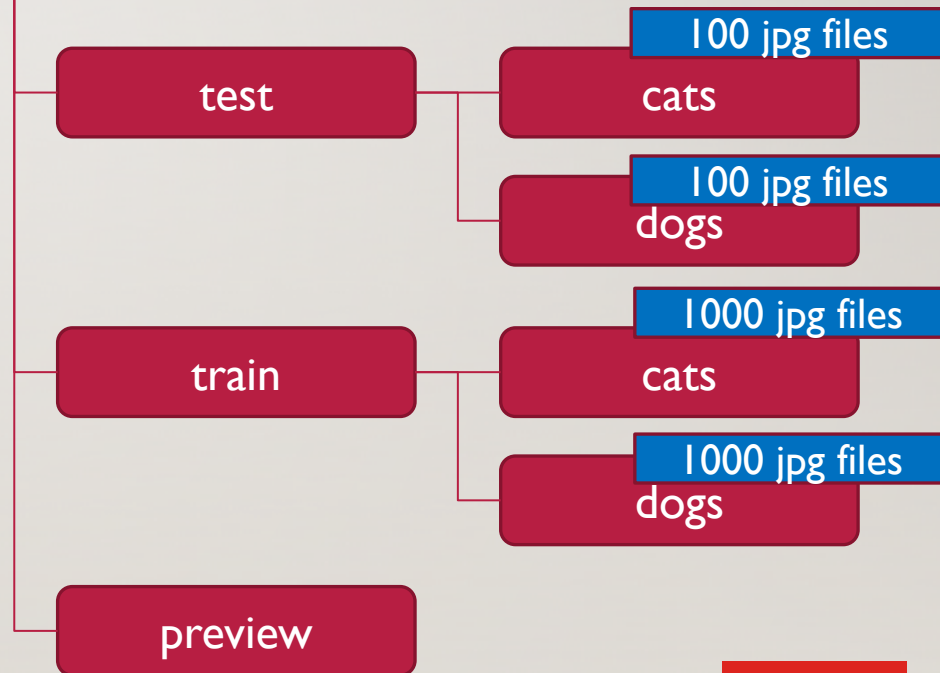 100 jpg files
test
cats
100 jpg files
dogs
1000 jpg files
train
cats
1000 jpg files
dogs
preview